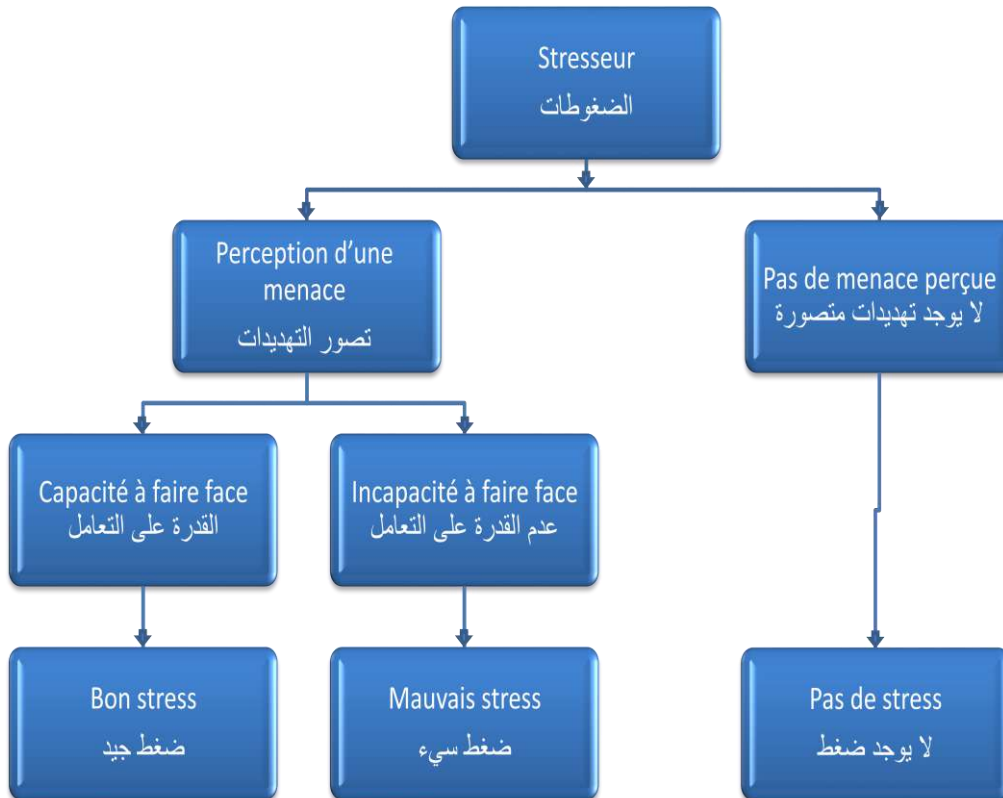 Stresseur
الضغوطات
Perception d’une
menace
تصور التهديدات
Pas de menace perçue
لا يوجد تهديدات متصورة
Capacité à faire face
القدرة على التعامل
Incapacité à faire face
عدم القدرة على التعامل
Bon stress
ضغط جيد
Mauvais stress
ضغط سيء
Pas de stress
لا يوجد ضغط